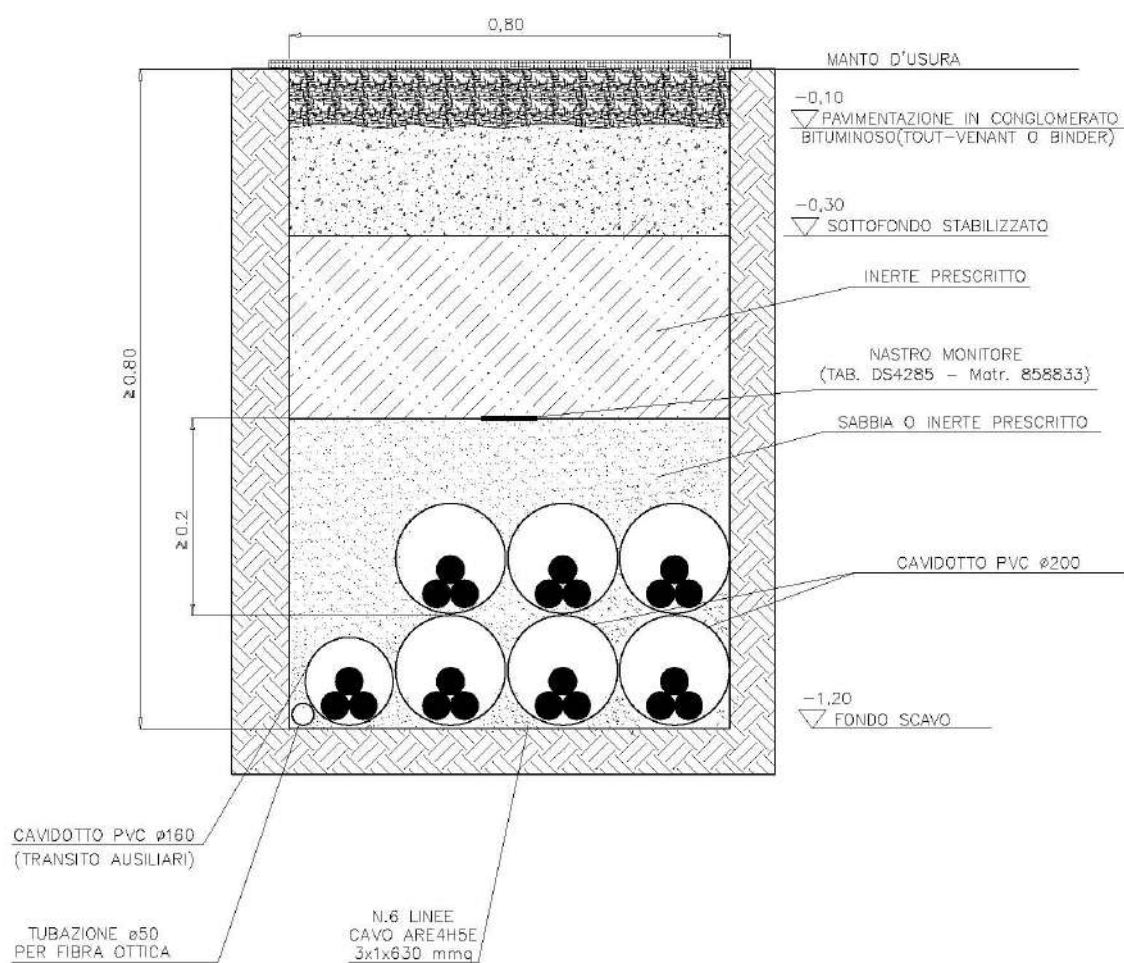 0,80
MANTO D'USURA
-0,10
PAVIMENTAZIONE IN CONGLOMERATO
BITUMINOSO(TOUT-VENANT O BINDER)
-0,30
SOTTOFONDO STABILIZZATO
INERTE PRESCRITTO
NASTRO MONITORE
(TAB. DS4285 - Matr. 858833)
SABBIA O INERTE PRESCRITTO
≥0.80
≥0.2
CAVIDOTTO PVC ø200
-1,20
FONDO SCAVO
CAVIDOTTO PVC ø160
(TRANSITO AUSILIARI)
TUBAZIONE ø50
PER FIBRA OTTICA
N.6 LINEE
CAVO ARE4H5E
3x1x630 mmq